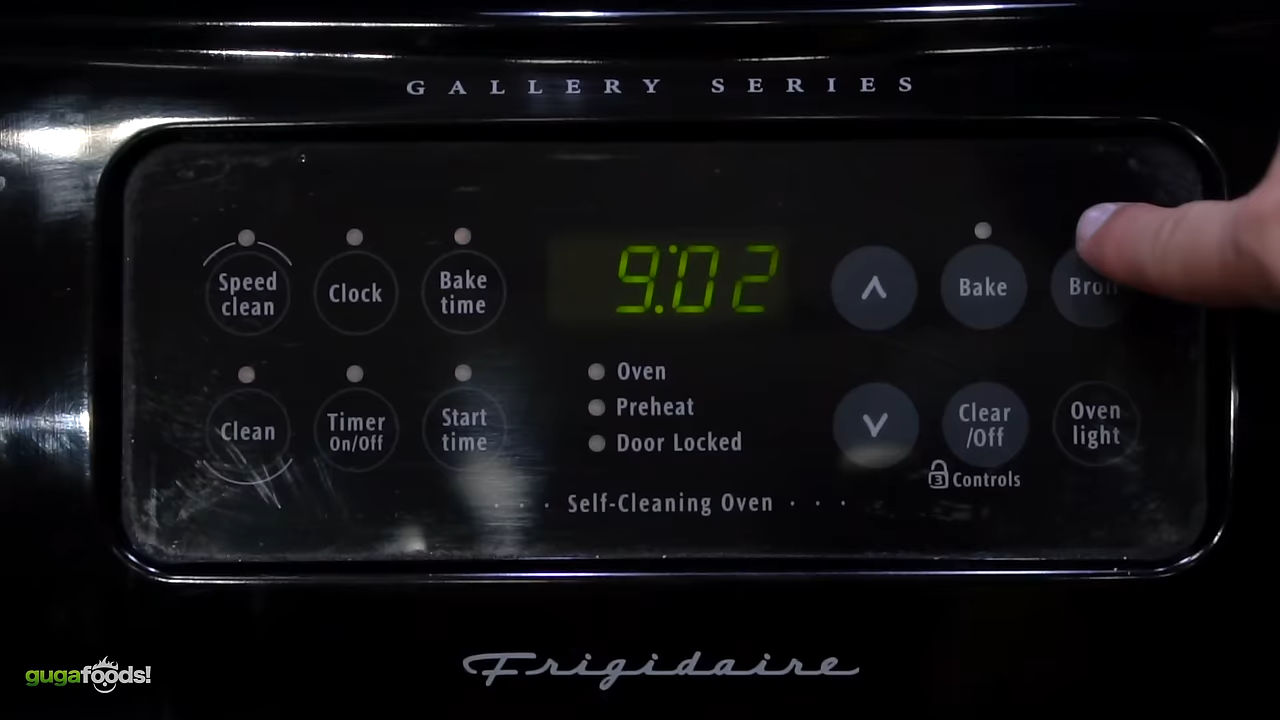 GALLERY SERIES
Speed
clean
Clock
Bake
time
9:02
Bake
Broil
Clean
Timer
On/Off
Start
time
Oven
Preheat
Door Locked
Clear
/Off
Oven
light
3 Controls
· · · Self-Cleaning Oven · · ·
Frigidaire
gugafoods!